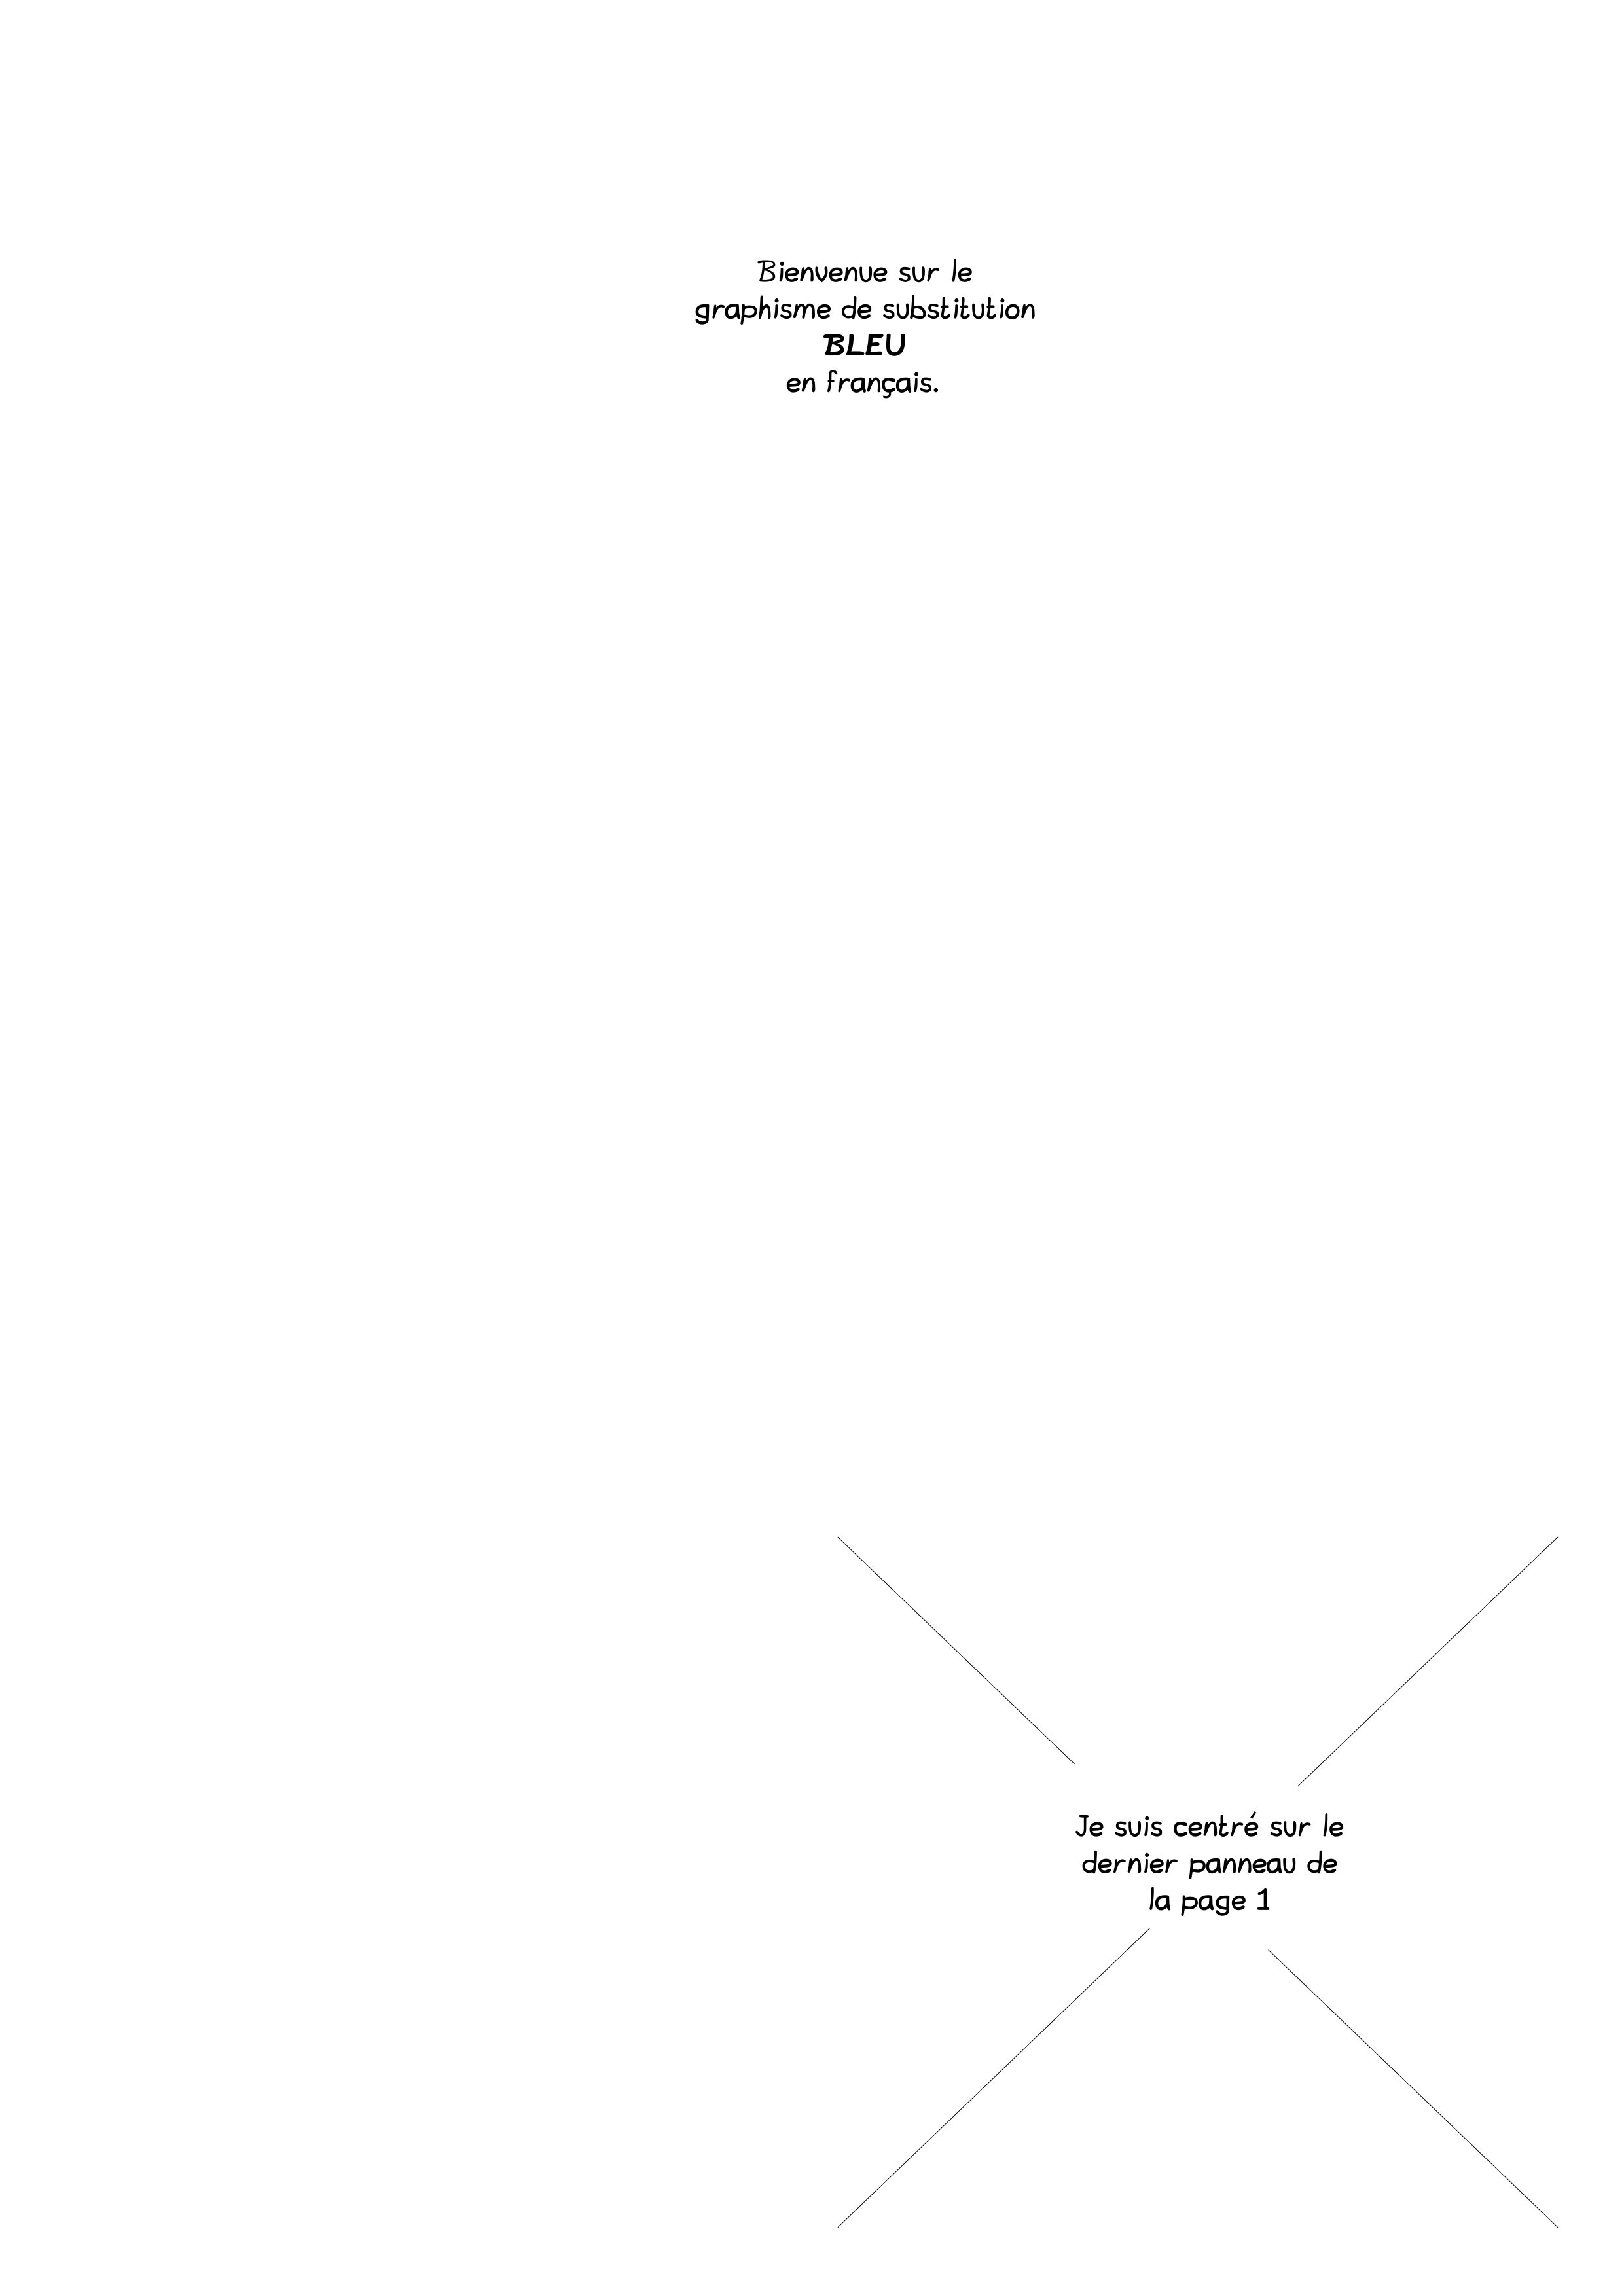 Bienvenue sur le
graphisme de substitution
BLEU
en français.
Je suis centré sur le
dernier panneau de
la page 1